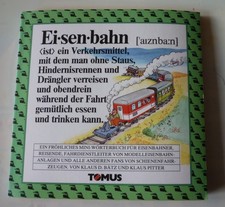 Ei·sen·bahn ['aɪznba:n]
‹ist› ein Verkehrsmittel,
mit dem man ohne Staus,
Hindernisrennen und
Drängler verreisen
und obendrein
während der Fahrt
gemütlich essen
und trinken kann.
EIN FRÖHLICHES MINI-WÖRTERBUCH FÜR EISENBAHNER,
REISENDE, FAHRDIENSTLEITER VON MODELLEISENBAHN-
ANLAGEN UND ALLE ANDEREN FANS VON SCHIENENFAHR-
ZEUGEN. VON KLAUS D. BATZ UND KLAUS PITTER
TOMUS